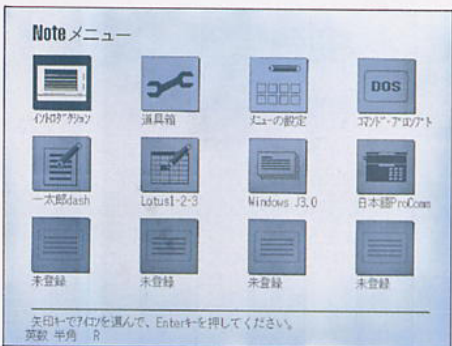 Noteメニュー
ｲﾝﾄﾛﾀﾞｸｼｮﾝ 道具箱 ﾒﾆｭｰの設定 DOS ｺﾏﾝﾄﾞ･ﾌﾟﾛﾝﾌﾟﾄ
一太郎dash Lotus1-2-3 Windows J3.0 日本語ProComm
未登録 未登録 未登録 未登録
矢印ｷｰでｱｲｺﾝを選んで、Enterｷｰを押してください。
英数 半角 R